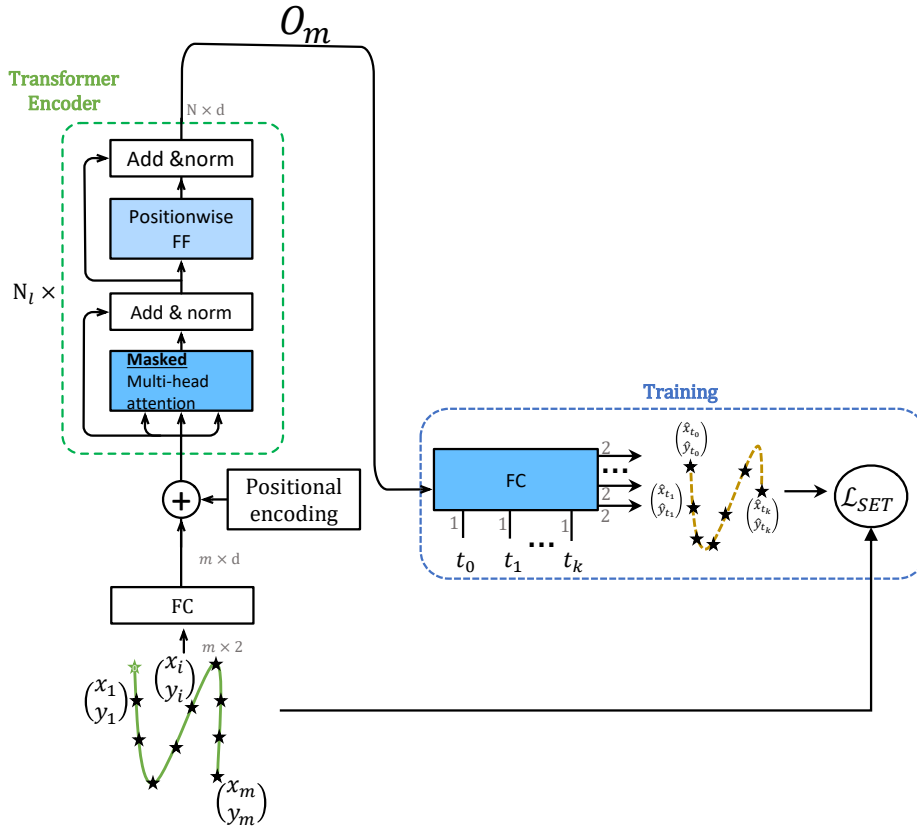 O_m
Transformer
Encoder
N × d
Add &norm
Positionwise
FF
N_l ×
Add & norm
Masked
Multi-head
attention
Positional
encoding
+
m × d
FC
m × 2
(x_1 y_1)
(x_i y_i)
(x_m y_m)
Training
FC
2
...
2
2
1
1
1
t_0 t_1 ... t_k
(x̂_{t_0} ŷ_{t_0})
(x̂_{t_1} ŷ_{t_1})
(x̂_{t_k} ŷ_{t_k})
ℒ_SET